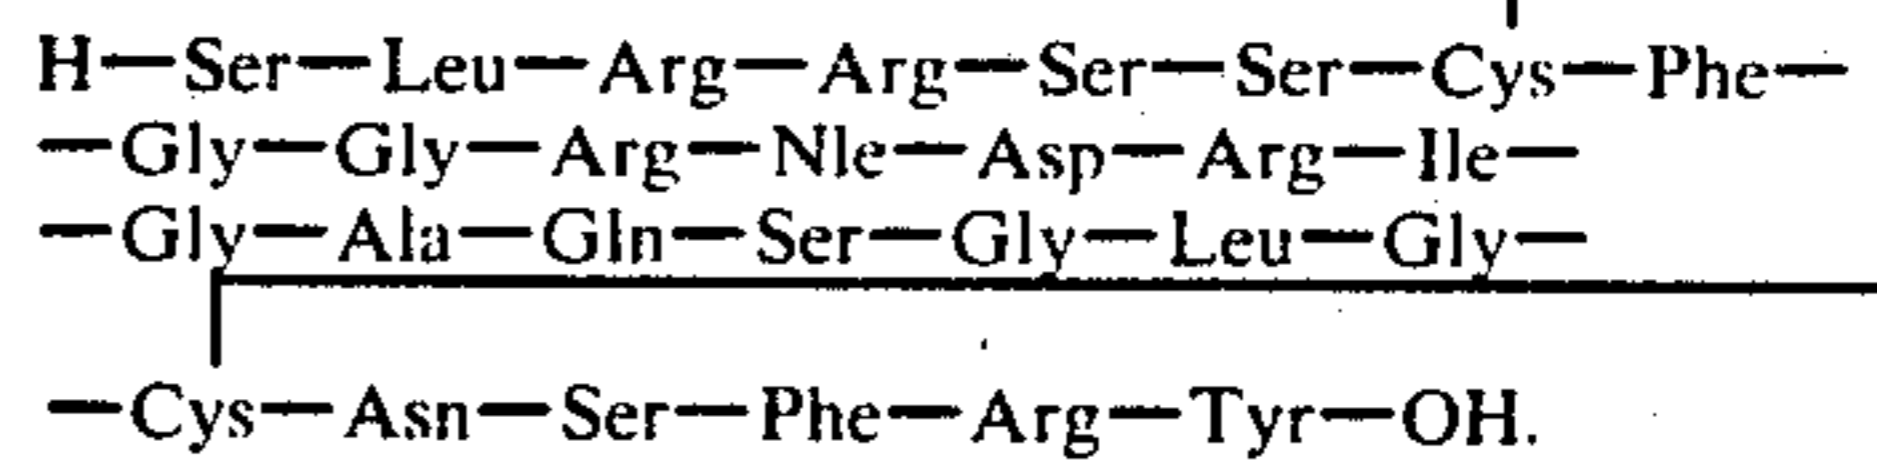 H—Ser—Leu—Arg—Arg—Ser—Ser—Cys—Phe—
—Gly—Gly—Arg—Nle—Asp—Arg—Ile—
—Gly—Ala—Gln—Ser—Gly—Leu—Gly—
—Cys—Asn—Ser—Phe—Arg—Tyr—OH.